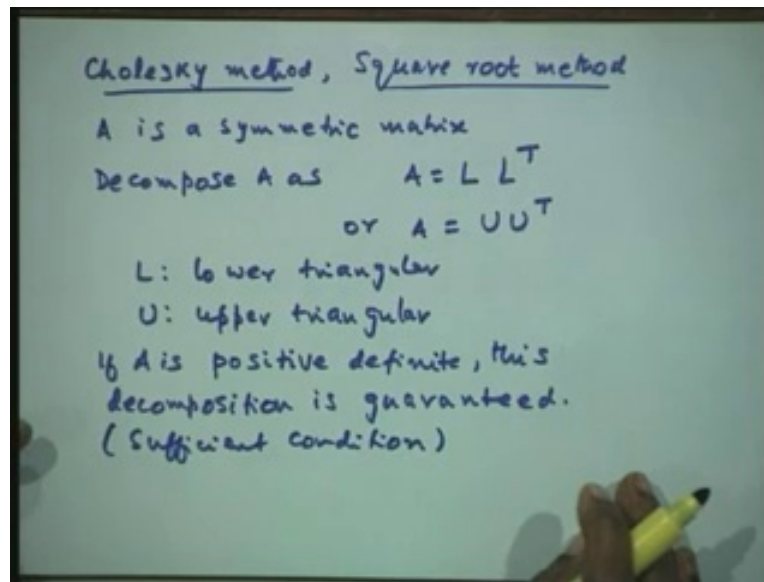 Cholesky method, Square root method
A is a symmetric matrix
Decompose A as A = L L^T
or A = U U^T
L: lower triangular
U: upper triangular
If A is positive definite, this
decomposition is guaranteed.
(Sufficient condition)